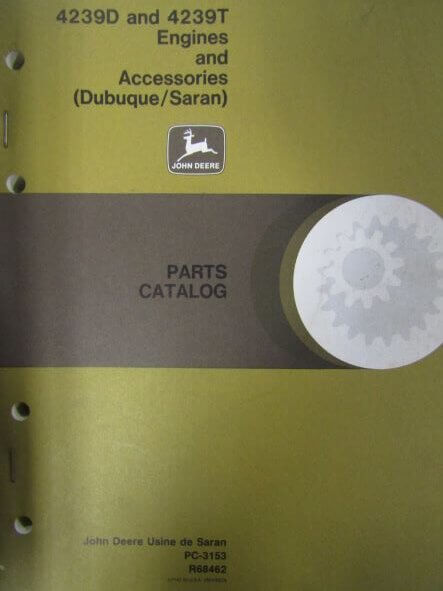 4239D and 4239T
Engines
and
Accessories
(Dubuque/Saran)
JOHN DEERE
PARTS
CATALOG
John Deere Usine de Saran
PC-3153
R68462